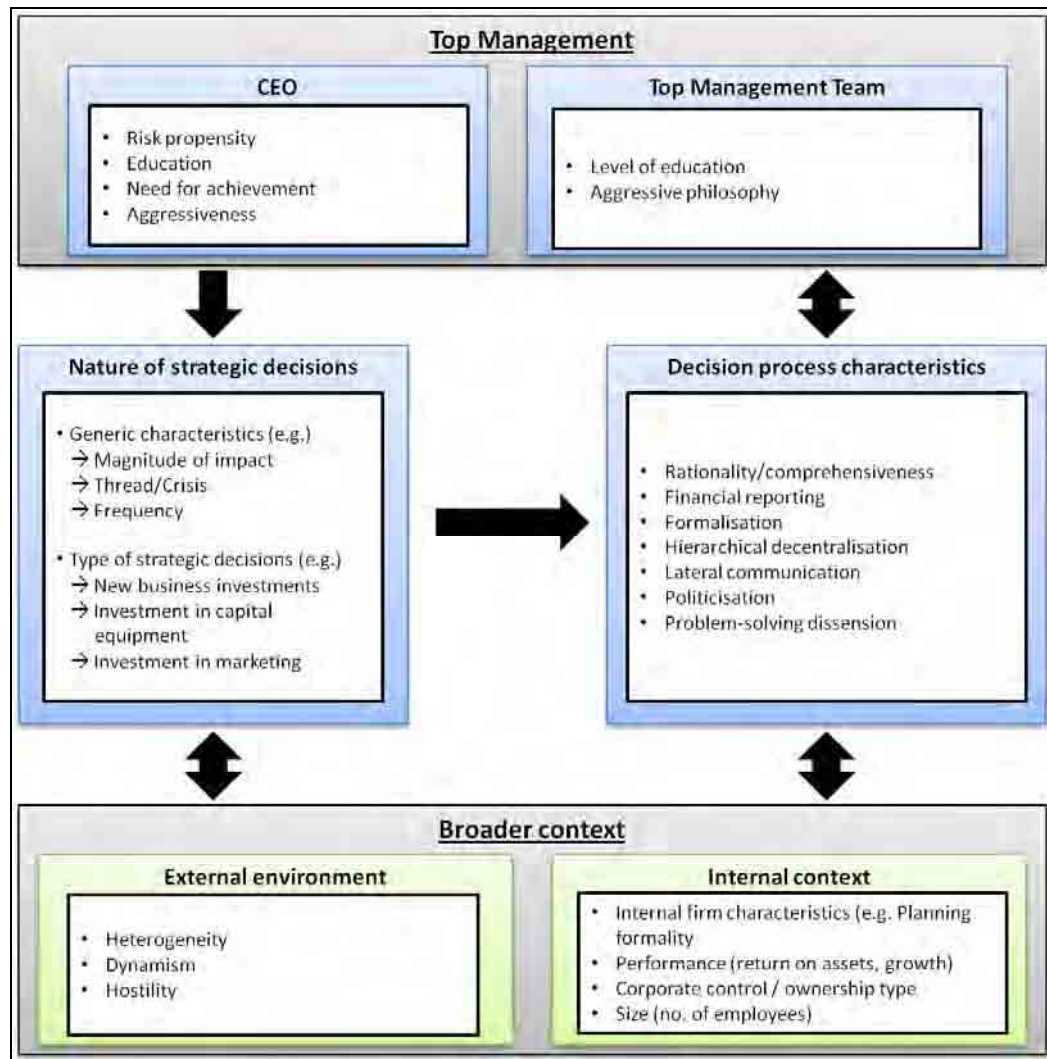 Top Management
CEO
• Risk propensity
• Education
• Need for achievement
• Aggressiveness
Top Management Team
• Level of education
• Aggressive philosophy
Nature of strategic decisions
• Generic characteristics (e.g.)
→ Magnitude of impact
→ Thread/Crisis
→ Frequency
• Type of strategic decisions (e.g.)
→ New business investments
→ Investment in capital
equipment
→ Investment in marketing
Decision process characteristics
• Rationality/comprehensiveness
• Financial reporting
• Formalisation
• Hierarchical decentralisation
• Lateral communication
• Politicisation
• Problem-solving dissension
Broader context
External environment
• Heterogeneity
• Dynamism
• Hostility
Internal context
• Internal firm characteristics (e.g. Planning
formality
• Performance (return on assets, growth)
• Corporate control / ownership type
• Size (no. of employees)